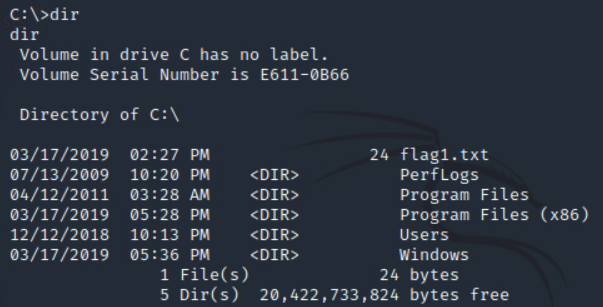 C:\>dir
dir
 Volume in drive C has no label.
 Volume Serial Number is E611-0B66

 Directory of C:\

03/17/2019  02:27 PM                24 flag1.txt
07/13/2009  10:20 PM    <DIR>          PerfLogs
04/12/2011  03:28 AM    <DIR>          Program Files
03/17/2019  05:28 PM    <DIR>          Program Files (x86)
12/12/2018  10:13 PM    <DIR>          Users
03/17/2019  05:36 PM    <DIR>          Windows
               1 File(s)             24 bytes
               5 Dir(s)  20,422,733,824 bytes free